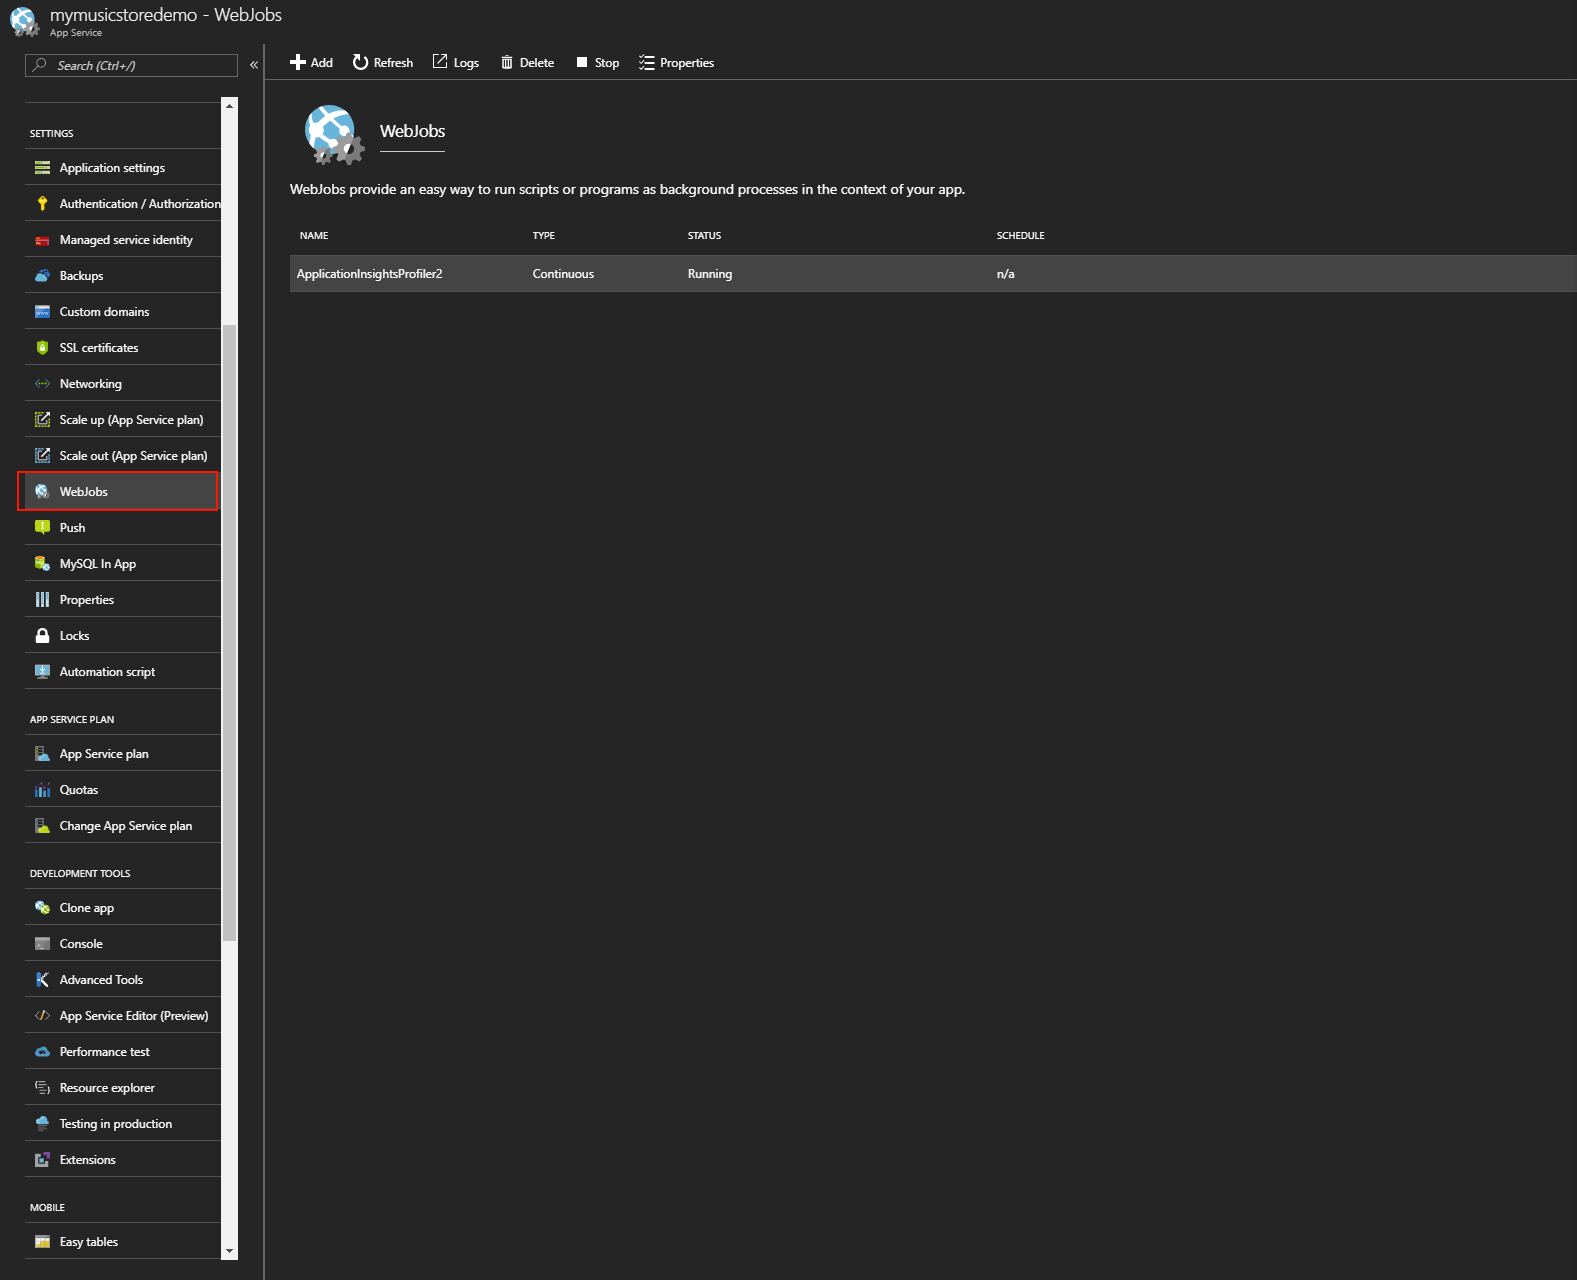 mymusicstoredemo - WebJobs
App Service
Search (Ctrl+/)
«
SETTINGS
Application settings
Authentication / Authorization
Managed service identity
Backups
Custom domains
SSL certificates
Networking
Scale up (App Service plan)
Scale out (App Service plan)
WebJobs
Push
MySQL In App
Properties
Locks
Automation script
APP SERVICE PLAN
App Service plan
Quotas
Change App Service plan
DEVELOPMENT TOOLS
Clone app
Console
Advanced Tools
App Service Editor (Preview)
Performance test
Resource explorer
Testing in production
Extensions
MOBILE
Easy tables
Add Refresh Logs Delete Stop Properties
WebJobs
WebJobs provide an easy way to run scripts or programs as background processes in the context of your app.
NAME TYPE STATUS SCHEDULE
ApplicationInsightsProfiler2 Continuous Running n/a